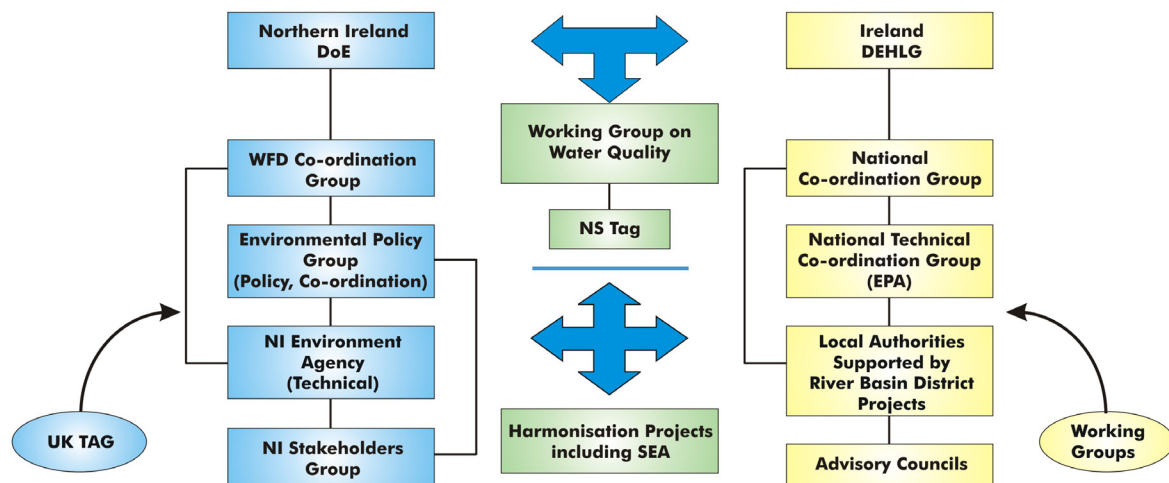 Northern Ireland
DoE
WFD Co-ordination
Group
Environmental Policy
Group
(Policy, Co-ordination)
NI Environment
Agency
(Technical)
NI Stakeholders
Group
UK TAG
Working Group on
Water Quality
NS Tag
Harmonisation Projects
including SEA
Ireland
DEHLG
National
Co-ordination Group
National Technical
Co-ordination Group
(EPA)
Local Authorities
Supported by
River Basin District
Projects
Advisory Councils
Working
Groups